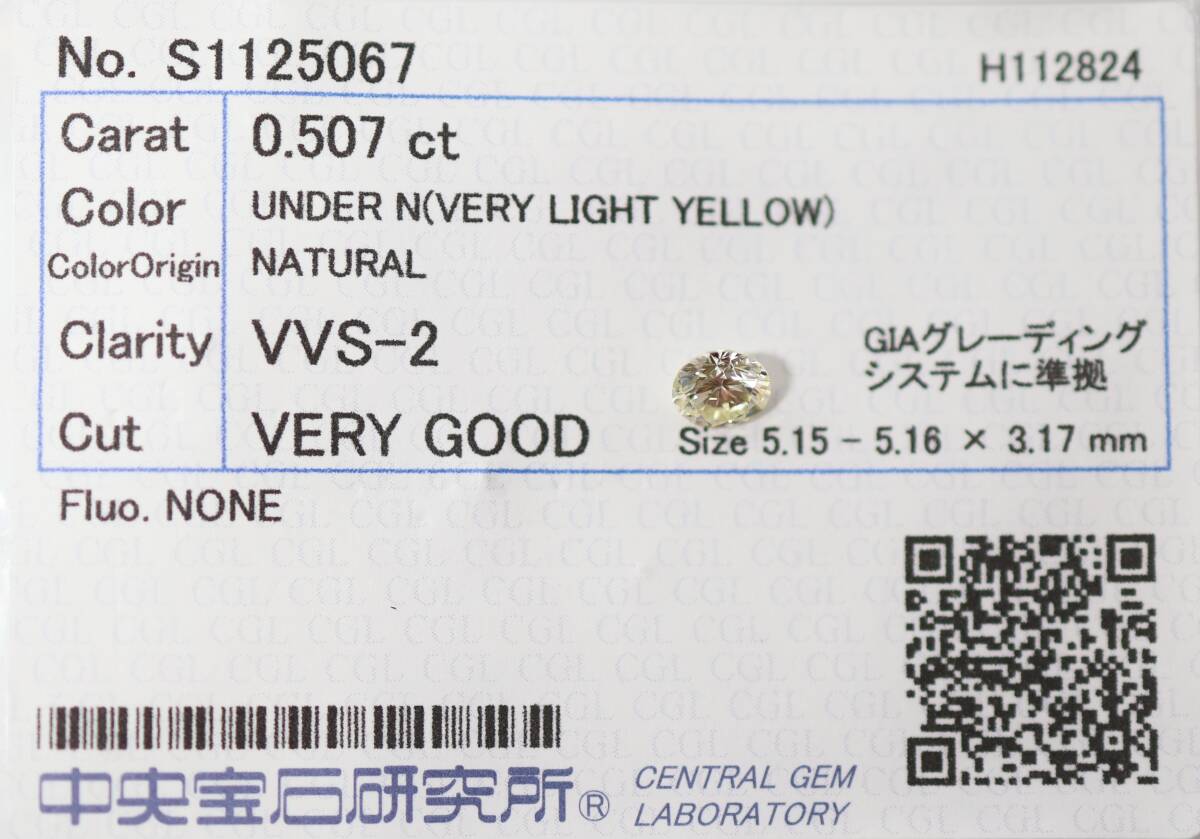 No. S1125067
H112824
Carat 0.507 ct
Color UNDER N(VERY LIGHT YELLOW)
ColorOrigin NATURAL
Clarity VVS-2
GIAグレーディング
システムに準拠
Cut VERY GOOD
Size 5.15 - 5.16 × 3.17 mm
Fluo. NONE
中央宝石研究所®
CENTRAL GEM
LABORATORY